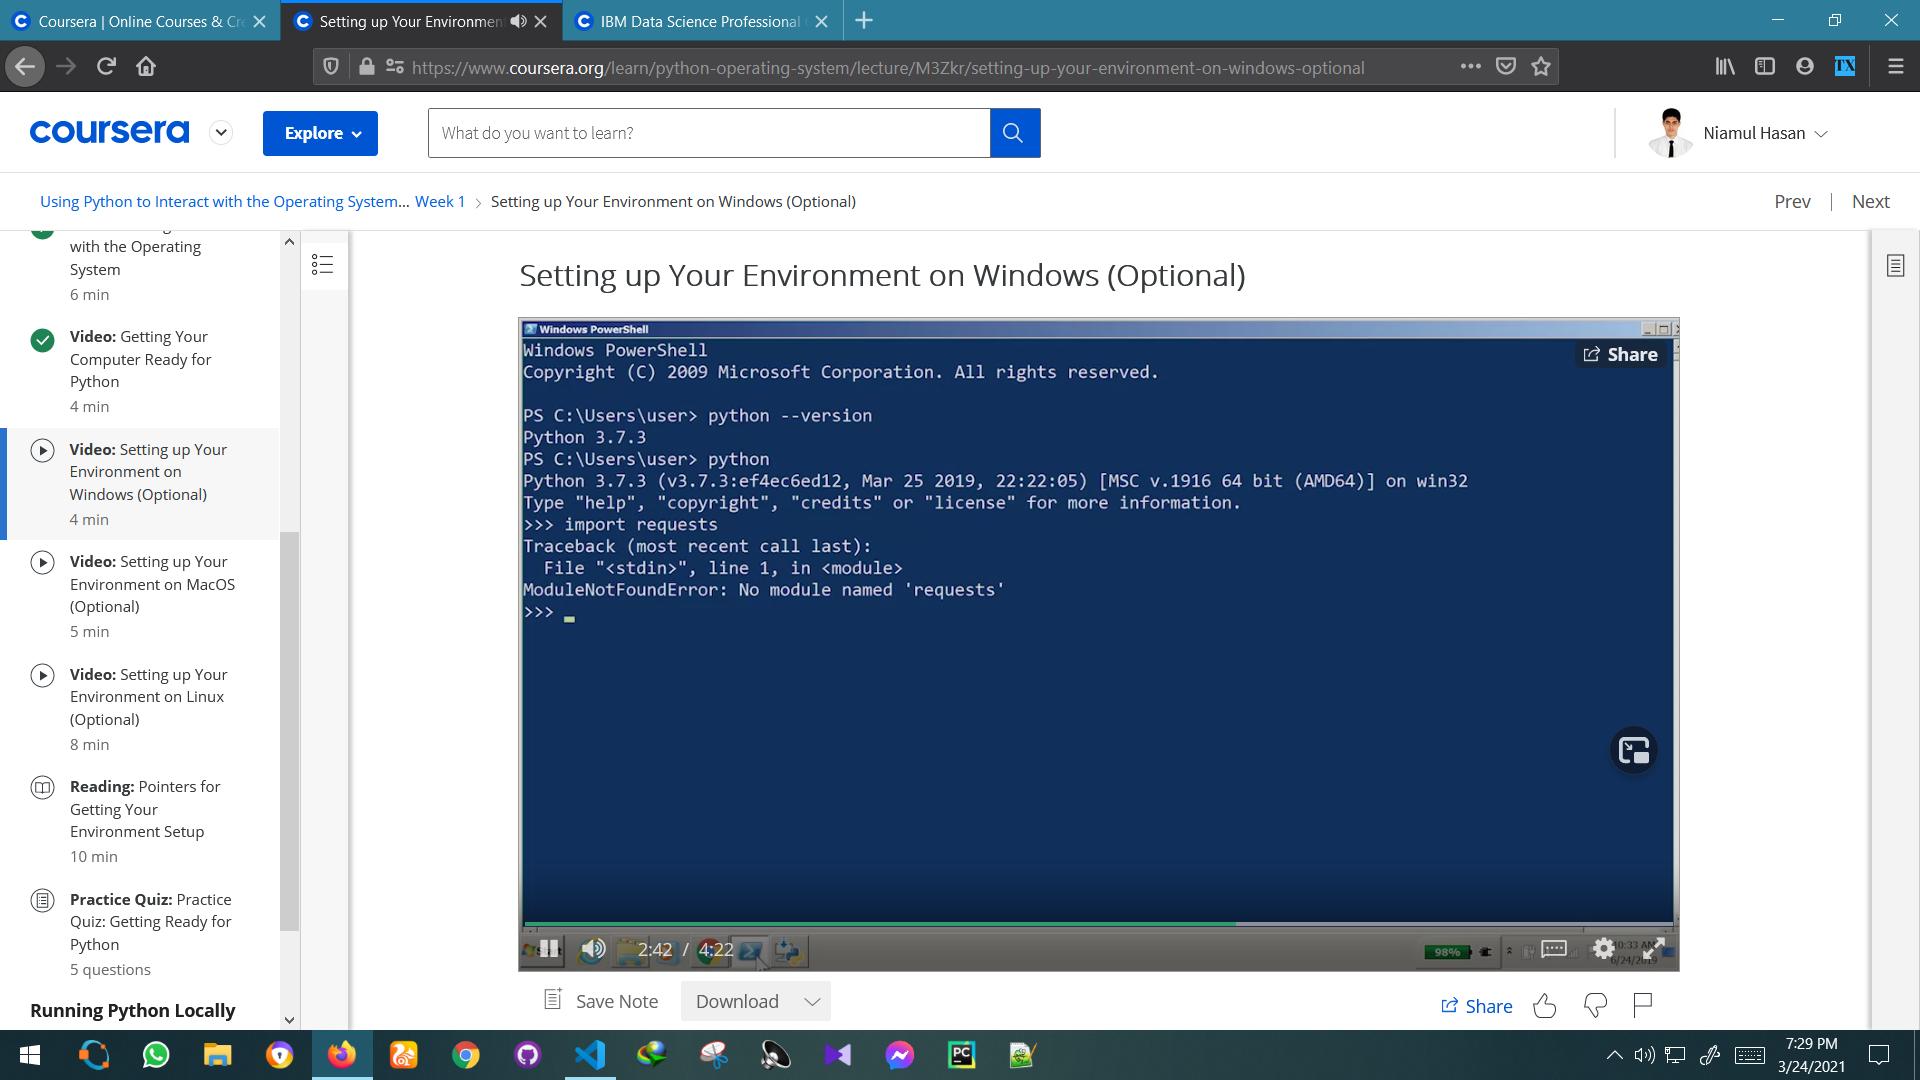 Coursera | Online Courses & Cre
Setting up Your Environment
IBM Data Science Professional
https://www.coursera.org/learn/python-operating-system/lecture/M3Zkr/setting-up-your-environment-on-windows-optional
TX
coursera
Explore
What do you want to learn?
Niamul Hasan
Using Python to Interact with the Operating System... Week 1 > Setting up Your Environment on Windows (Optional)
Prev | Next
with the Operating
System
6 min
Video: Getting Your
Computer Ready for
Python
4 min
Video: Setting up Your
Environment on
Windows (Optional)
4 min
Video: Setting up Your
Environment on MacOS
(Optional)
5 min
Video: Setting up Your
Environment on Linux
(Optional)
8 min
Reading: Pointers for
Getting Your
Environment Setup
10 min
Practice Quiz: Practice
Quiz: Getting Ready for
Python
5 questions
Running Python Locally
Setting up Your Environment on Windows (Optional)
Windows PowerShell
Windows PowerShell
Share
Copyright (C) 2009 Microsoft Corporation. All rights reserved.
PS C:\Users\user> python --version
Python 3.7.3
PS C:\Users\user> python
Python 3.7.3 (v3.7.3:ef4ec6ed12, Mar 25 2019, 22:22:05) [MSC v.1916 64 bit (AMD64)] on win32
Type "help", "copyright", "credits" or "license" for more information.
>>> import requests
Traceback (most recent call last):
  File "<stdin>", line 1, in <module>
ModuleNotFoundError: No module named 'requests'
>>>
2:42 / 4:22
98%
10:33 AM
6/24/2019
Save Note
Download
Share
PC
7:29 PM
3/24/2021